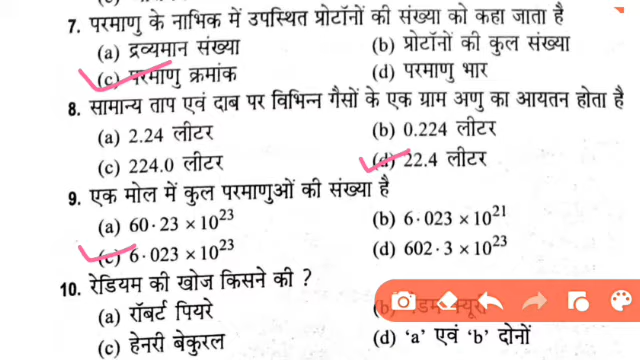 7. परमाणु के नाभिक में उपस्थित प्रोटॉनों की संख्या को कहा जाता है
(a) द्रव्यमान संख्या (b) प्रोटॉनों की कुल संख्या
(c) परमाणु क्रमांक (d) परमाणु भार
8. सामान्य ताप एवं दाब पर विभिन्न गैसों के एक ग्राम अणु का आयतन होता है
(a) 2.24 लीटर (b) 0.224 लीटर
(c) 224.0 लीटर (d) 22.4 लीटर
9. एक मोल में कुल परमाणुओं की संख्या है
(a) 60·23 × 10²³ (b) 6·023 × 10²¹
(c) 6·023 × 10²³ (d) 602·3 × 10²³
10. रेडियम की खोज किसने की ?
(a) रॉबर्ट पियरे (b)
(c) हेनरी बेकुरल (d) 'a' एवं 'b' दोनों